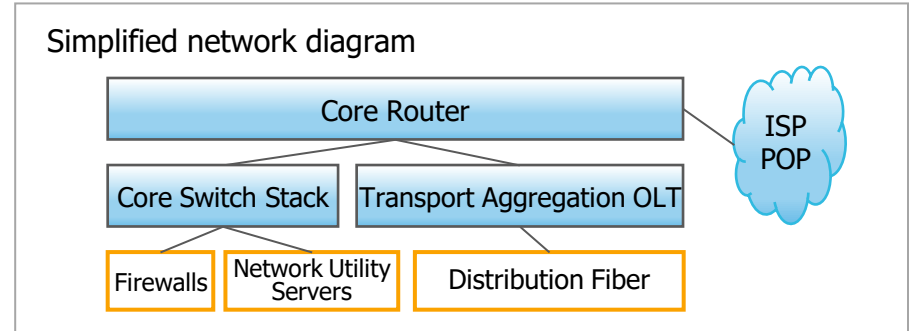 Simplified network diagram
Core Router
ISP
POP
Core Switch Stack
Transport Aggregation OLT
Firewalls
Network Utility
Servers
Distribution Fiber